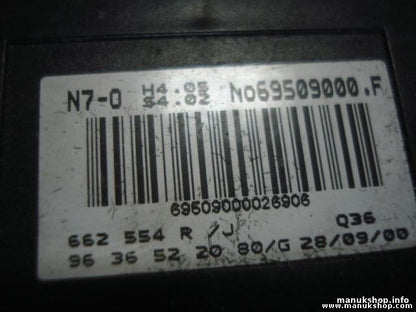 N7-0 H4.05 No69509000.F
S4.02
69509000026906
662 554 R /J Q36
96 36 52 20 80/G 28/09/00
manukshop.info
www.manukshop.com